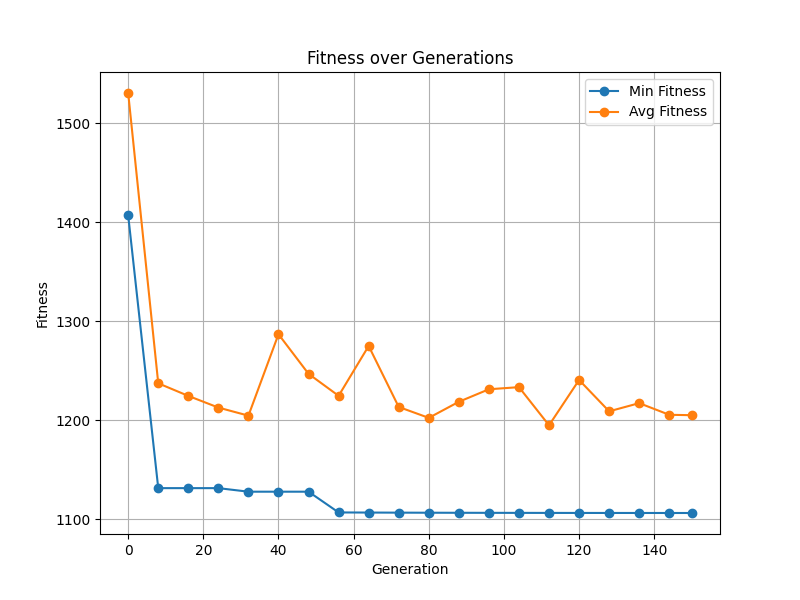 Fitness over Generations
Min Fitness
Avg Fitness
1500
1400
1300
1200
1100
Fitness
0 20 40 60 80 100 120 140
Generation